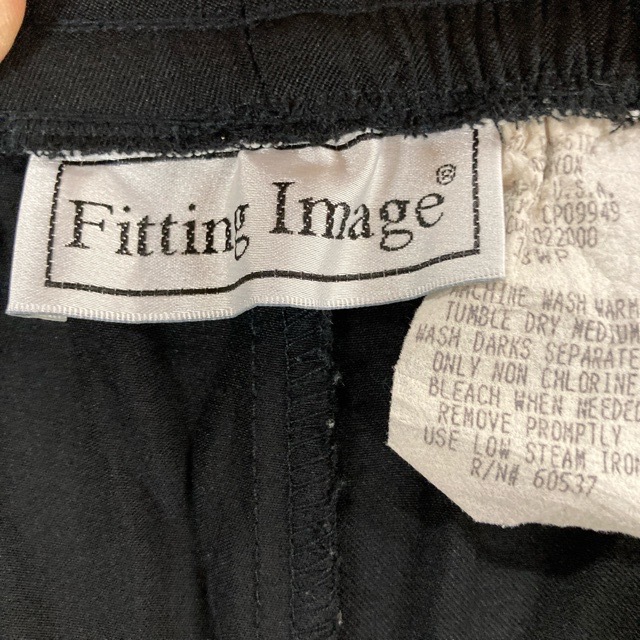 Fitting Image®
MACHINE WASH WARM
TUMBLE DRY MEDIUM
WASH DARKS SEPARATE
ONLY NON CHLORINE
BLEACH WHEN NEEDED
REMOVE PROMPTLY
USE LOW STEAM IRON
R/N# 60537